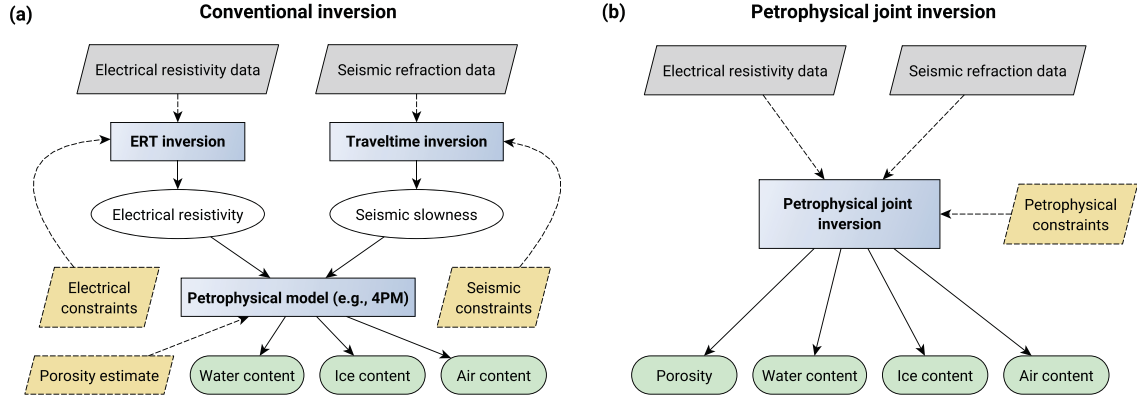 (a)
Conventional inversion
Electrical resistivity data
Seismic refraction data
ERT inversion
Traveltime inversion
Electrical resistivity
Seismic slowness
Electrical
constraints
Petrophysical model (e.g., 4PM)
Seismic
constraints
Porosity estimate
Water content
Ice content
Air content
(b)
Petrophysical joint inversion
Electrical resistivity data
Seismic refraction data
Petrophysical joint
inversion
Petrophysical
constraints
Porosity
Water content
Ice content
Air content